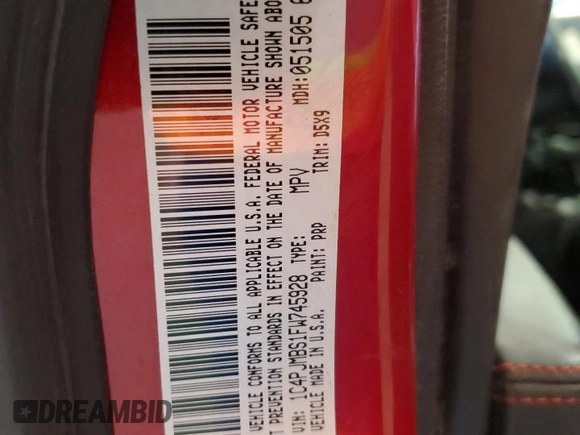 VEHICLE CONFORMS TO ALL APPLICABLE U.S.A. FEDERAL MOTOR VEHICLE SAFE
T PREVENTION STANDARDS IN EFFECT ON THE DATE OF MANUFACTURE SHOWN ABO
VIN: 1C4PJMBS1FW745928 TYPE: MPV MDH: 051505
VEHICLE MADE IN U.S.A. PAINT: PRP TRIM: D5X9
DREAMBID